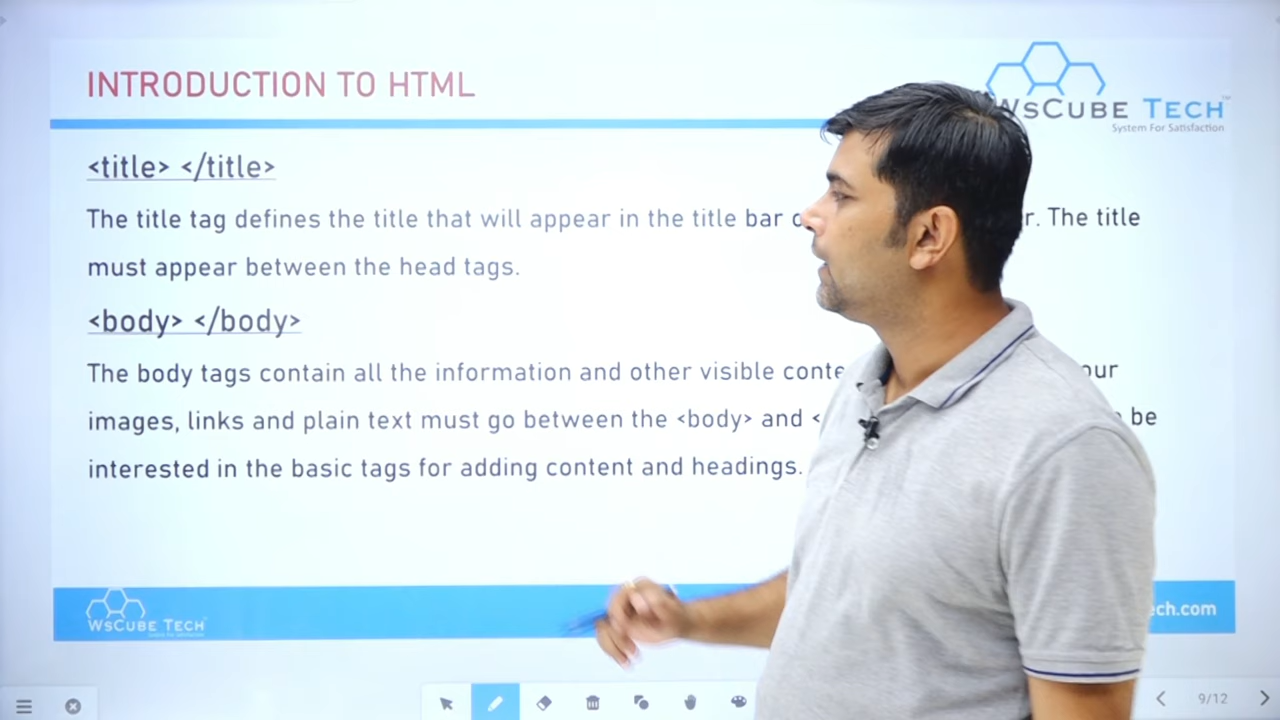 INTRODUCTION TO HTML
WsCube Tech
System For Satisfaction
<title> </title>
The title tag defines the title that will appear in the title bar r. The title
must appear between the head tags.
<body> </body>
The body tags contain all the information and other visible conte our
images, links and plain text must go between the <body> and < be
interested in the basic tags for adding content and headings.
WsCube Tech
System For Satisfaction
ech.com
9/12